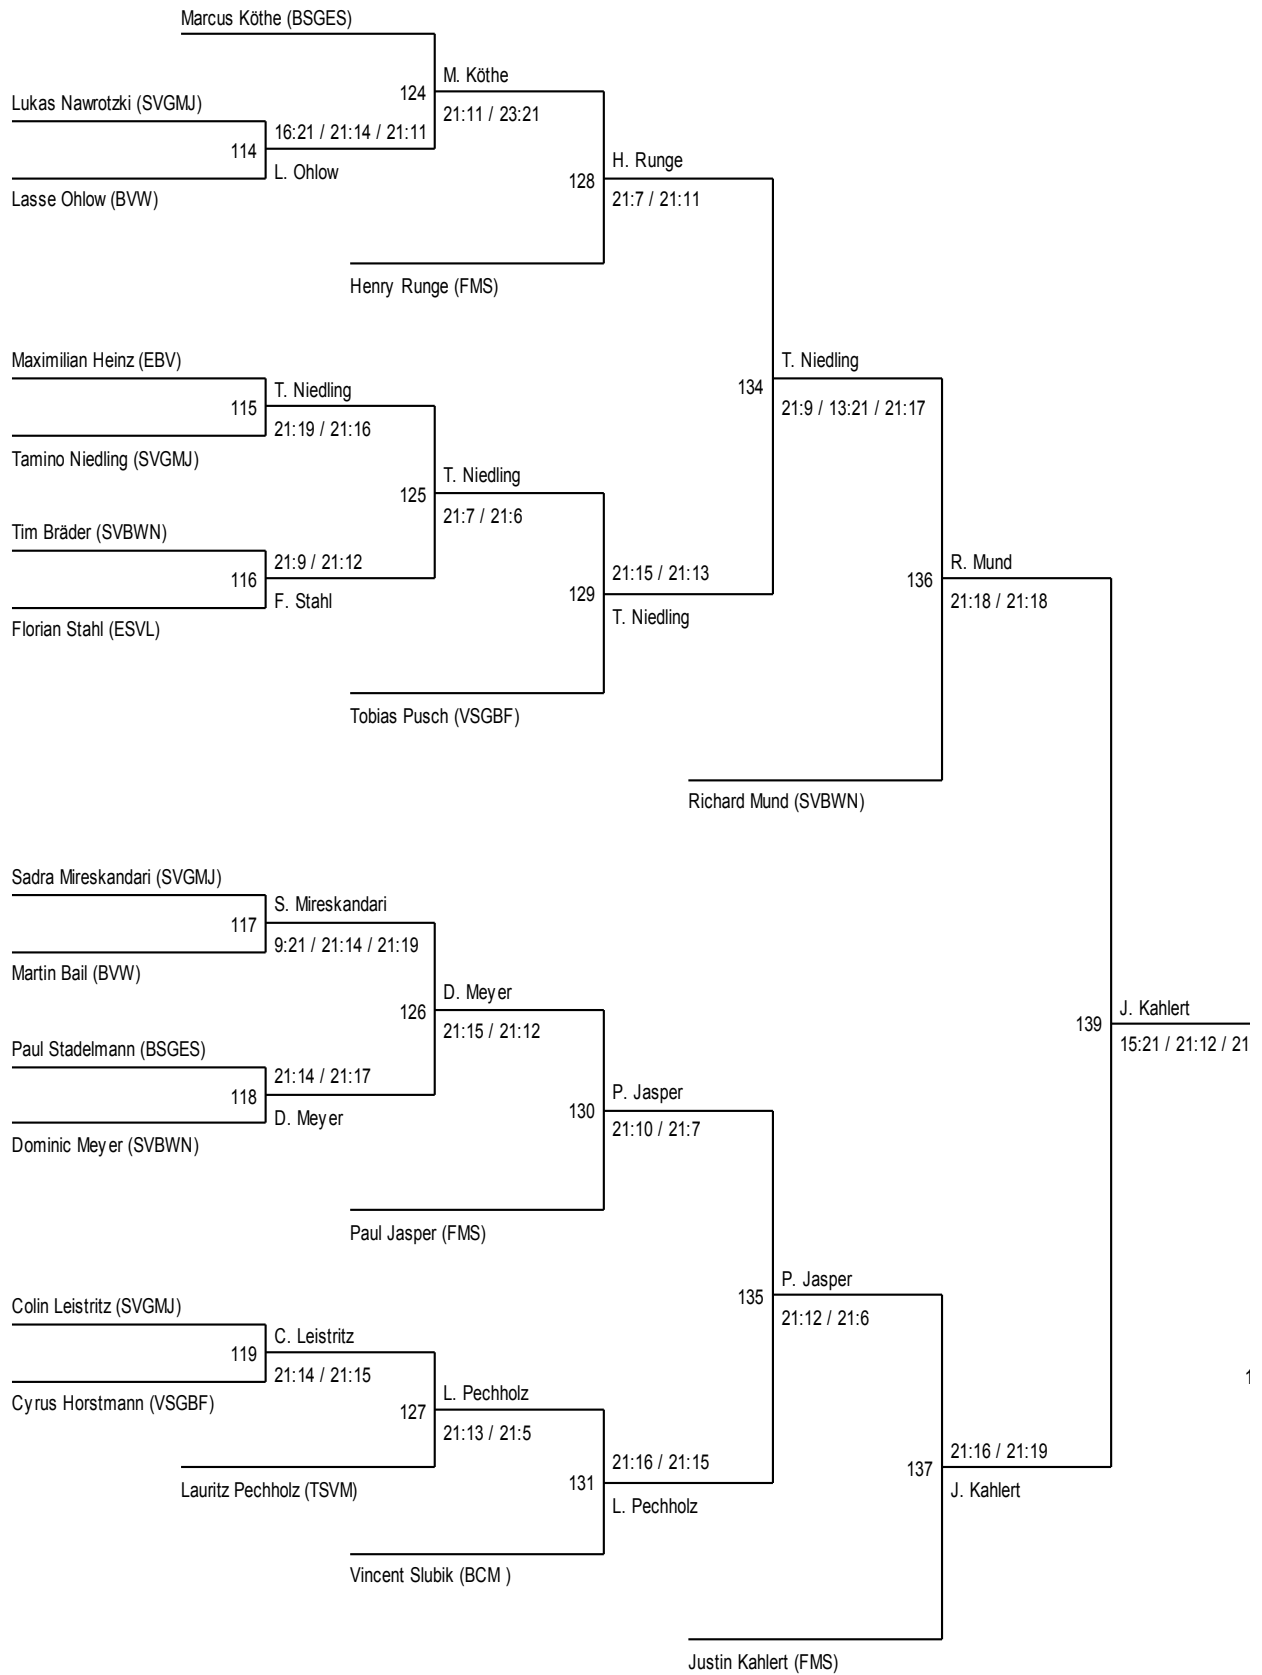 Marcus Köthe (BSGES)
M. Köthe
124
Lukas Nawrotzki (SVGMJ)
21:11 / 23:21
16:21 / 21:14 / 21:11
114
H. Runge
L. Ohlow
128
Lasse Ohlow (BVW)
21:7 / 21:11
Henry Runge (FMS)
Maximilian Heinz (EBV)
T. Niedling
134
T. Niedling
115
21:9 / 13:21 / 21:17
21:19 / 21:16
Tamino Niedling (SVGMJ)
T. Niedling
125
21:7 / 21:6
Tim Bräder (SVBWN)
21:9 / 21:12
R. Mund
21:15 / 21:13
116
136
129
F. Stahl
21:18 / 21:18
T. Niedling
Florian Stahl (ESVL)
Tobias Pusch (VSGBF)
Richard Mund (SVBWN)
Sadra Mireskandari (SVGMJ)
S. Mireskandari
117
9:21 / 21:14 / 21:19
Martin Bail (BVW)
D. Meyer
126
J. Kahlert
139
21:15 / 21:12
15:21 / 21:12 / 21
Paul Stadelmann (BSGES)
21:14 / 21:17
118
P. Jasper
130
D. Meyer
21:10 / 21:7
Dominic Meyer (SVBWN)
Paul Jasper (FMS)
P. Jasper
135
Colin Leistritz (SVGMJ)
21:12 / 21:6
C. Leistritz
119
21:14 / 21:15
L. Pechholz
Cyrus Horstmann (VSGBF)
127
21:13 / 21:5
21:16 / 21:19
21:16 / 21:15
137
131
Lauritz Pechholz (TSVM)
J. Kahlert
L. Pechholz
Vincent Slubik (BCM )
Justin Kahlert (FMS)